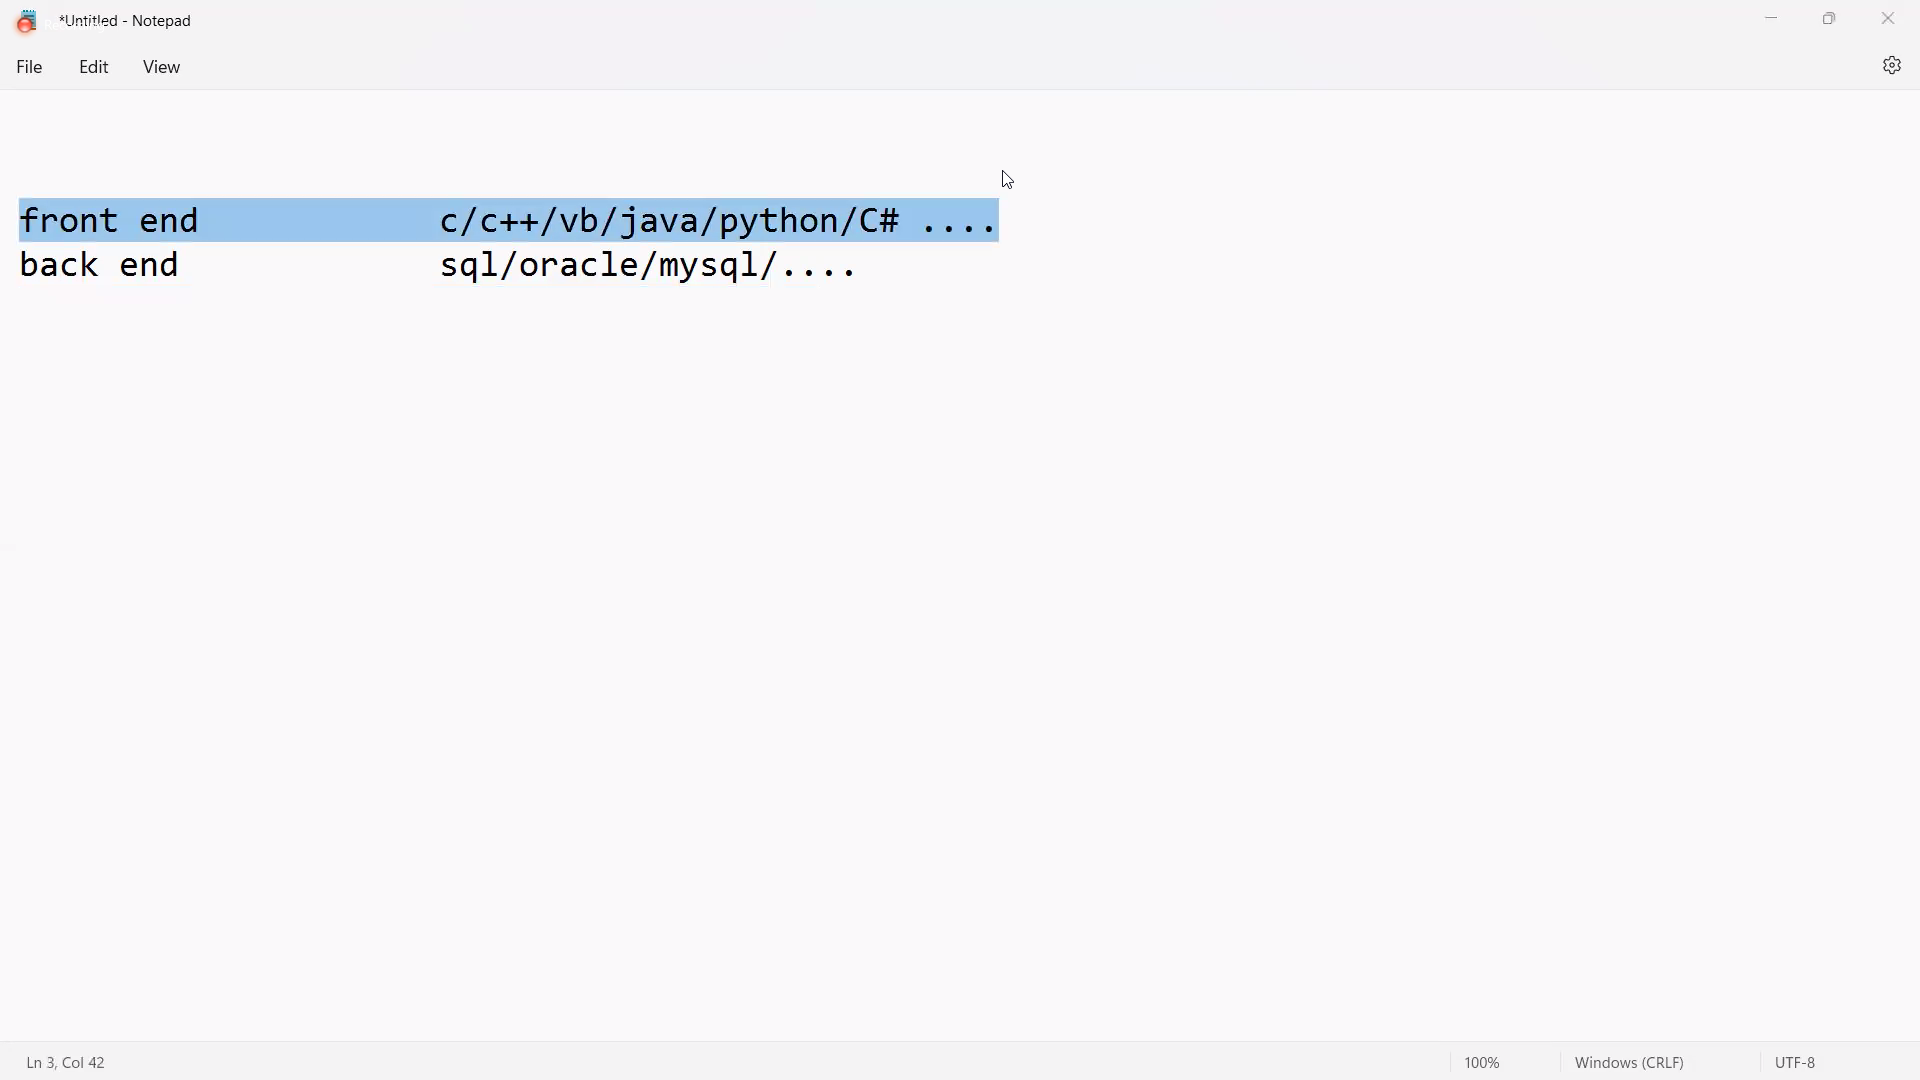 *Untitled - Notepad
File Edit View
front end c/c++/vb/java/python/C# ....
back end sql/oracle/mysql/....
Ln 3, Col 42 100% Windows (CRLF) UTF-8